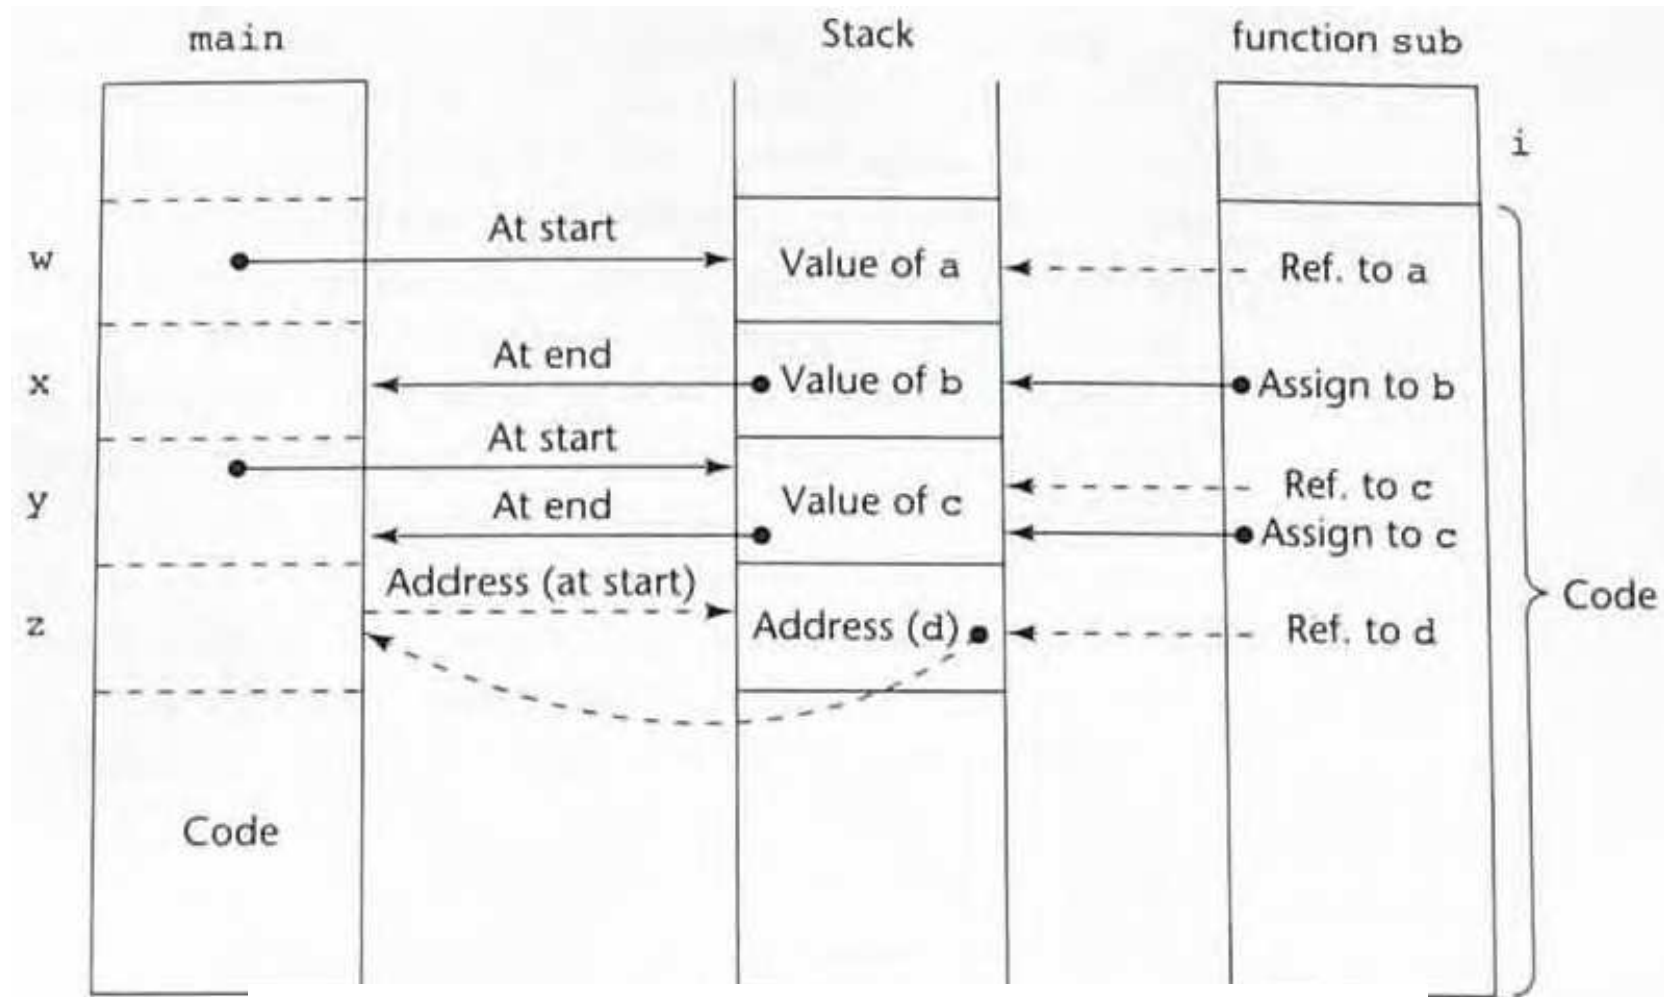 main
Stack
function sub
i
At start
w
Value of a
Ref. to a
At end
x
Value of b
Assign to b
At start
y
Value of c
Ref. to c
At end
Assign to c
Address (at start)
z
Address (d)
Ref. to d
Code
Code